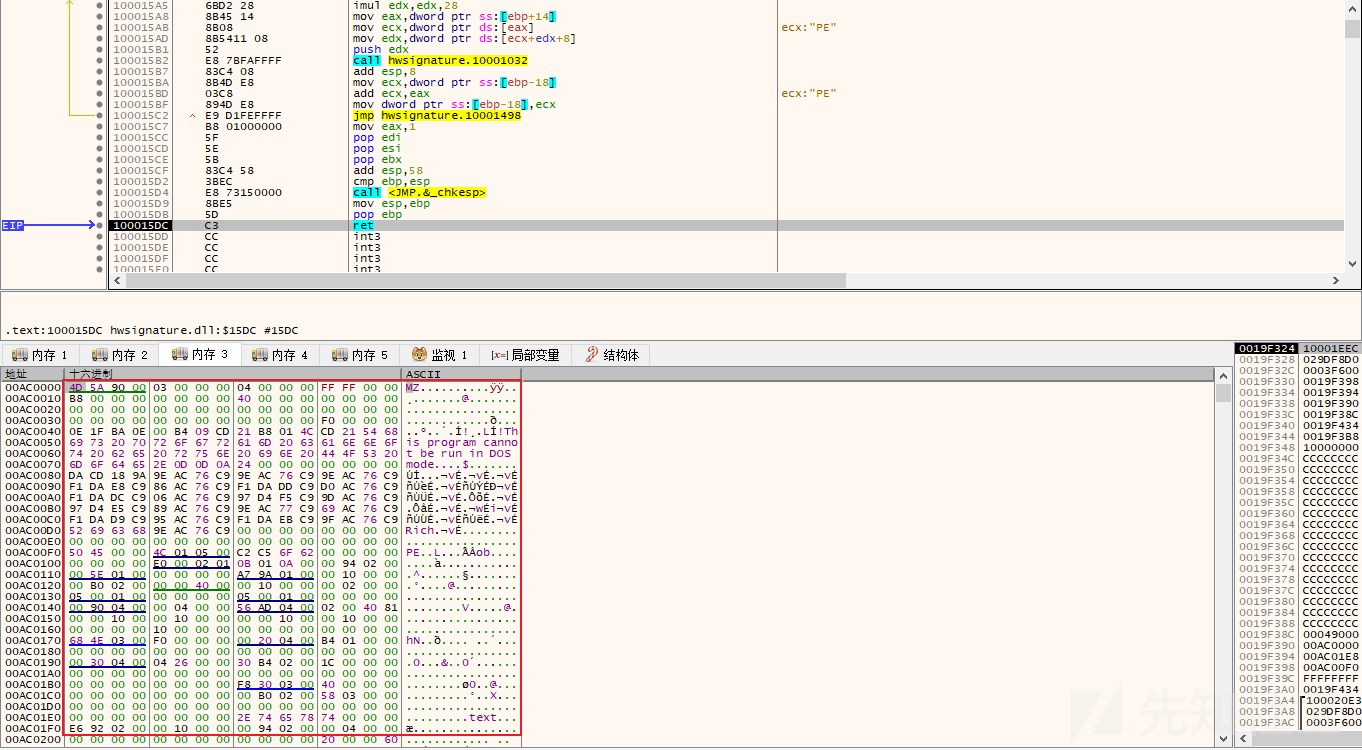 100015A5 6BD2 28 imul edx,edx,28
100015A8 8B45 14 mov eax,dword ptr ss:[ebp+14]
100015AB 8B08 mov ecx,dword ptr ds:[eax] ecx:"PE"
100015AD 8B5411 08 mov edx,dword ptr ds:[ecx+edx+8]
100015B1 52 push edx
100015B2 E8 7BFAFFFF call hwsignature.10001032
100015B7 83C4 08 add esp,8
100015BA 8B4D E8 mov ecx,dword ptr ss:[ebp-18]
100015BD 03C8 add ecx,eax ecx:"PE"
100015BF 894D E8 mov dword ptr ss:[ebp-18],ecx
100015C2 E9 D1FEFFFF jmp hwsignature.10001498
100015C7 B8 01000000 mov eax,1
100015CC 5F pop edi
100015CD 5E pop esi
100015CE 5B pop ebx
100015CF 83C4 58 add esp,58
100015D2 3BEC cmp ebp,esp
100015D4 E8 73150000 call <JMP.&_chkesp>
100015D9 8BE5 mov esp,ebp
100015DB 5D pop ebp
EIP 100015DC C3 ret
100015DD CC int3
100015DE CC int3
100015DF CC int3
100015E0 CC int3
.text:100015DC hwsignature.dll:$15DC #15DC
内存 1 内存 2 内存 3 内存 4 内存 5 监视 1 [x=] 局部变量 结构体
地址 十六进制 ASCII
00AC0000 4D 5A 90 00 03 00 00 00 04 00 00 00 FF FF 00 00 MZ..........ÿÿ..
00AC0010 B8 00 00 00 00 00 00 00 40 00 00 00 00 00 00 00 ¸.......@.......
00AC0020 00 00 00 00 00 00 00 00 00 00 00 00 00 00 00 00 ................
00AC0030 00 00 00 00 00 00 00 00 00 00 00 00 F0 00 00 00 ............ð...
00AC0040 0E 1F BA 0E 00 B4 09 CD 21 B8 01 4C CD 21 54 68 ..º..´.Í!¸.LÍ!Th
00AC0050 69 73 20 70 72 6F 67 72 61 6D 20 63 61 6E 6E 6F is program canno
00AC0060 74 20 62 65 20 72 75 6E 20 69 6E 20 44 4F 53 20 t be run in DOS
00AC0070 6D 6F 64 65 2E 0D 0D 0A 24 00 00 00 00 00 00 00 mode....$.......
00AC0080 DA CD 18 9A 9E AC 76 C9 9E AC 76 C9 9E AC 76 C9 ÚÍ...¬vÉ.¬vÉ.¬vÉ
00AC0090 F1 DA E8 C9 86 AC 76 C9 F1 DA DD C9 D0 AC 76 C9 ñÚèÉ.¬vÉñÚÝÉÐ¬vÉ
00AC00A0 F1 DA DC C9 06 AC 76 C9 97 D4 F5 C9 9D AC 76 C9 ñÚÜÉ.¬vÉ.ÔõÉ.¬vÉ
00AC00B0 97 D4 E5 C9 89 AC 76 C9 9E AC 77 C9 69 AC 76 C9 .ÔåÉ.¬vÉ.¬wÉi¬vÉ
00AC00C0 F1 DA D9 C9 95 AC 76 C9 F1 DA EB C9 9F AC 76 C9 ñÚÙÉ.¬vÉñÚëÉ.¬vÉ
00AC00D0 52 69 63 68 9E AC 76 C9 00 00 00 00 00 00 00 00 Rich.¬vÉ........
00AC00E0 00 00 00 00 00 00 00 00 00 00 00 00 00 00 00 00 ................
00AC00F0 50 45 00 00 4C 01 05 00 C2 C5 6F 62 00 00 00 00 PE..L...ÂÅob....
00AC0100 00 00 00 00 E0 00 02 01 0B 01 0A 00 00 94 02 00 ....à...........
00AC0110 00 5E 01 00 00 00 00 00 A7 9A 01 00 00 10 00 00 .^......§.......
00AC0120 00 B0 02 00 00 00 40 00 00 10 00 00 00 02 00 00 .°....@.........
00AC0130 05 00 01 00 00 00 00 00 05 00 01 00 00 00 00 00 ................
00AC0140 00 90 04 00 00 04 00 00 56 AD 04 00 02 00 40 81 ........V.....@.
00AC0150 00 00 10 00 00 10 00 00 00 00 10 00 00 10 00 00 ................
00AC0160 00 00 00 00 10 00 00 00 00 00 00 00 00 00 00 00 ................
00AC0170 68 4E 03 00 F0 00 00 00 00 20 04 00 B4 01 00 00 hN..ð.... ..´...
00AC0180 00 00 00 00 00 00 00 00 00 00 00 00 00 00 00 00 ................
00AC0190 00 30 04 00 04 26 00 00 30 B4 02 00 1C 00 00 00 .0...&..0´......
00AC01A0 00 00 00 00 00 00 00 00 00 00 00 00 00 00 00 00 ................
00AC01B0 00 00 00 00 00 00 00 00 F8 30 03 00 40 00 00 00 ........ø0..@...
00AC01C0 00 00 00 00 00 00 00 00 00 B0 02 00 58 03 00 00 .........°..X...
00AC01D0 00 00 00 00 00 00 00 00 00 00 00 00 00 00 00 00 ................
00AC01E0 00 00 00 00 00 00 00 00 2E 74 65 78 74 00 00 00 .........text...
00AC01F0 E6 92 02 00 00 10 00 00 00 94 02 00 00 04 00 00 æ...............
00AC0200 00 00 00 00 00 00 00 00 00 00 00 00 20 00 00 60
0019F324 10001EEC
0019F328 029DF8D0
0019F32C 0003F600
0019F330 0019F398
0019F334 0019F394
0019F338 0019F390
0019F33C 0019F38C
0019F340 0019F434
0019F344 0019F3B8
0019F348 10000000
0019F34C CCCCCCCC
0019F350 CCCCCCCC
0019F354 CCCCCCCC
0019F358 CCCCCCCC
0019F35C CCCCCCCC
0019F360 CCCCCCCC
0019F364 CCCCCCCC
0019F368 CCCCCCCC
0019F36C CCCCCCCC
0019F370 CCCCCCCC
0019F374 CCCCCCCC
0019F378 CCCCCCCC
0019F37C CCCCCCCC
0019F380 CCCCCCCC
0019F384 CCCCCCCC
0019F388 CCCCCCCC
0019F38C 00049000
0019F390 00AC0000
0019F394 00AC01E8
0019F398 00AC00F0
0019F39C FFFFFFFF
0019F3A0 0019F434
0019F3A4 100020E3
0019F3A8 029DF8D0
0019F3AC 0003F600
先知